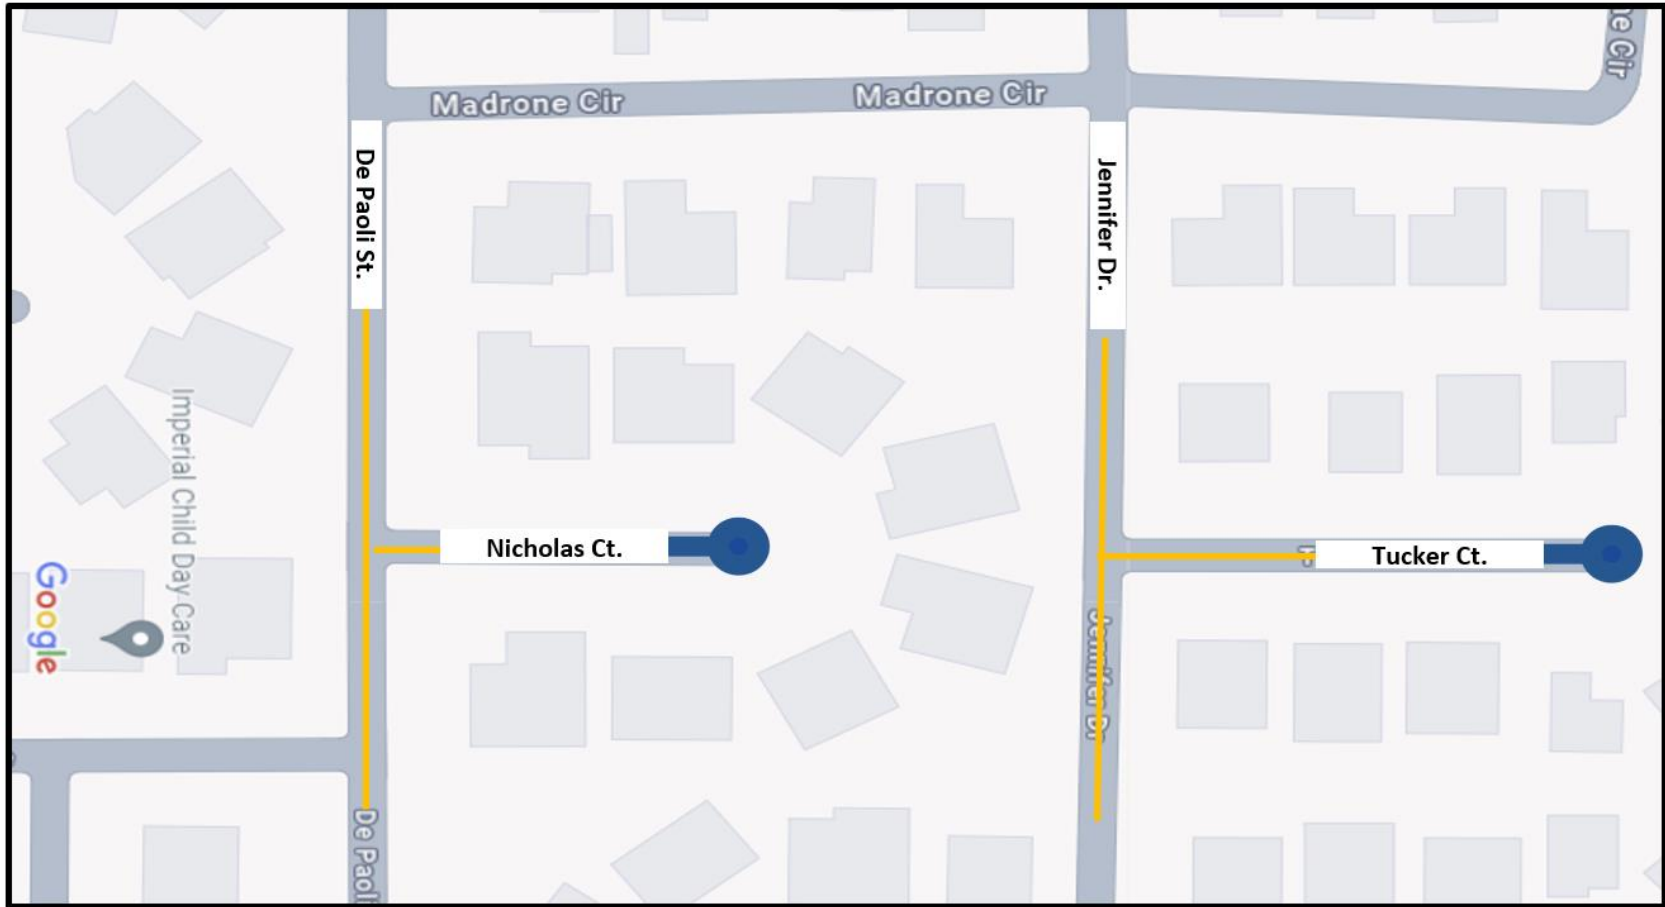 e Cir
Madrone Cir
Madrone Cir
De Paoli St.
Jennifer Dr.
Imperial Child Day Care
Nicholas Ct.
Tucker Ct.
Google
Jennifer Dr
De Paoli